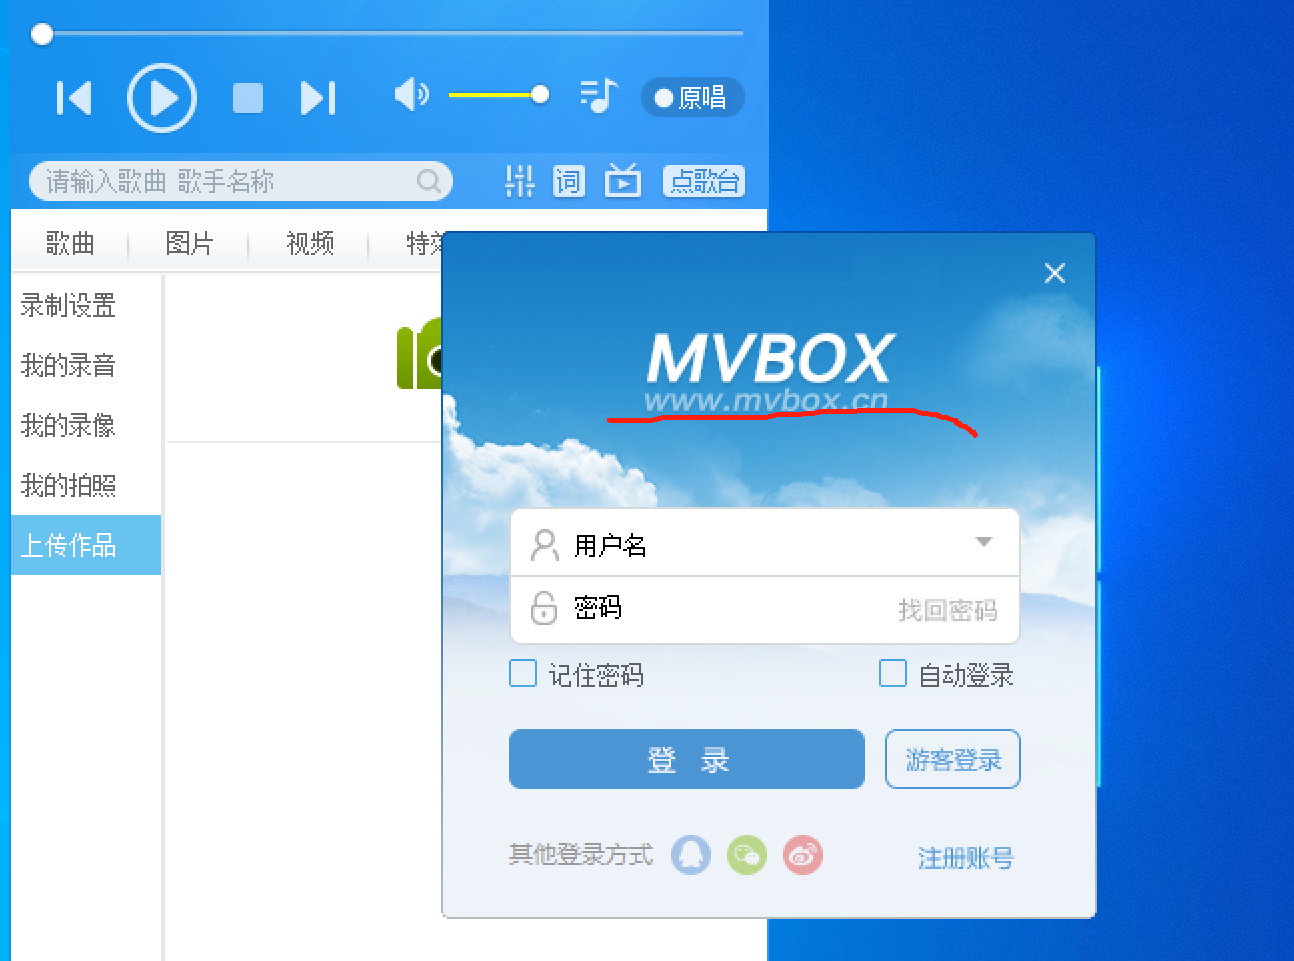 原唱
请输入歌曲 歌手名称
词
点歌台
歌曲
图片
视频
录制设置
我的录音
我的录像
我的拍照
上传作品
MVBOX
www.mvbox.cn
用户名
密码
找回密码
记住密码
自动登录
登 录
游客登录
其他登录方式
注册账号